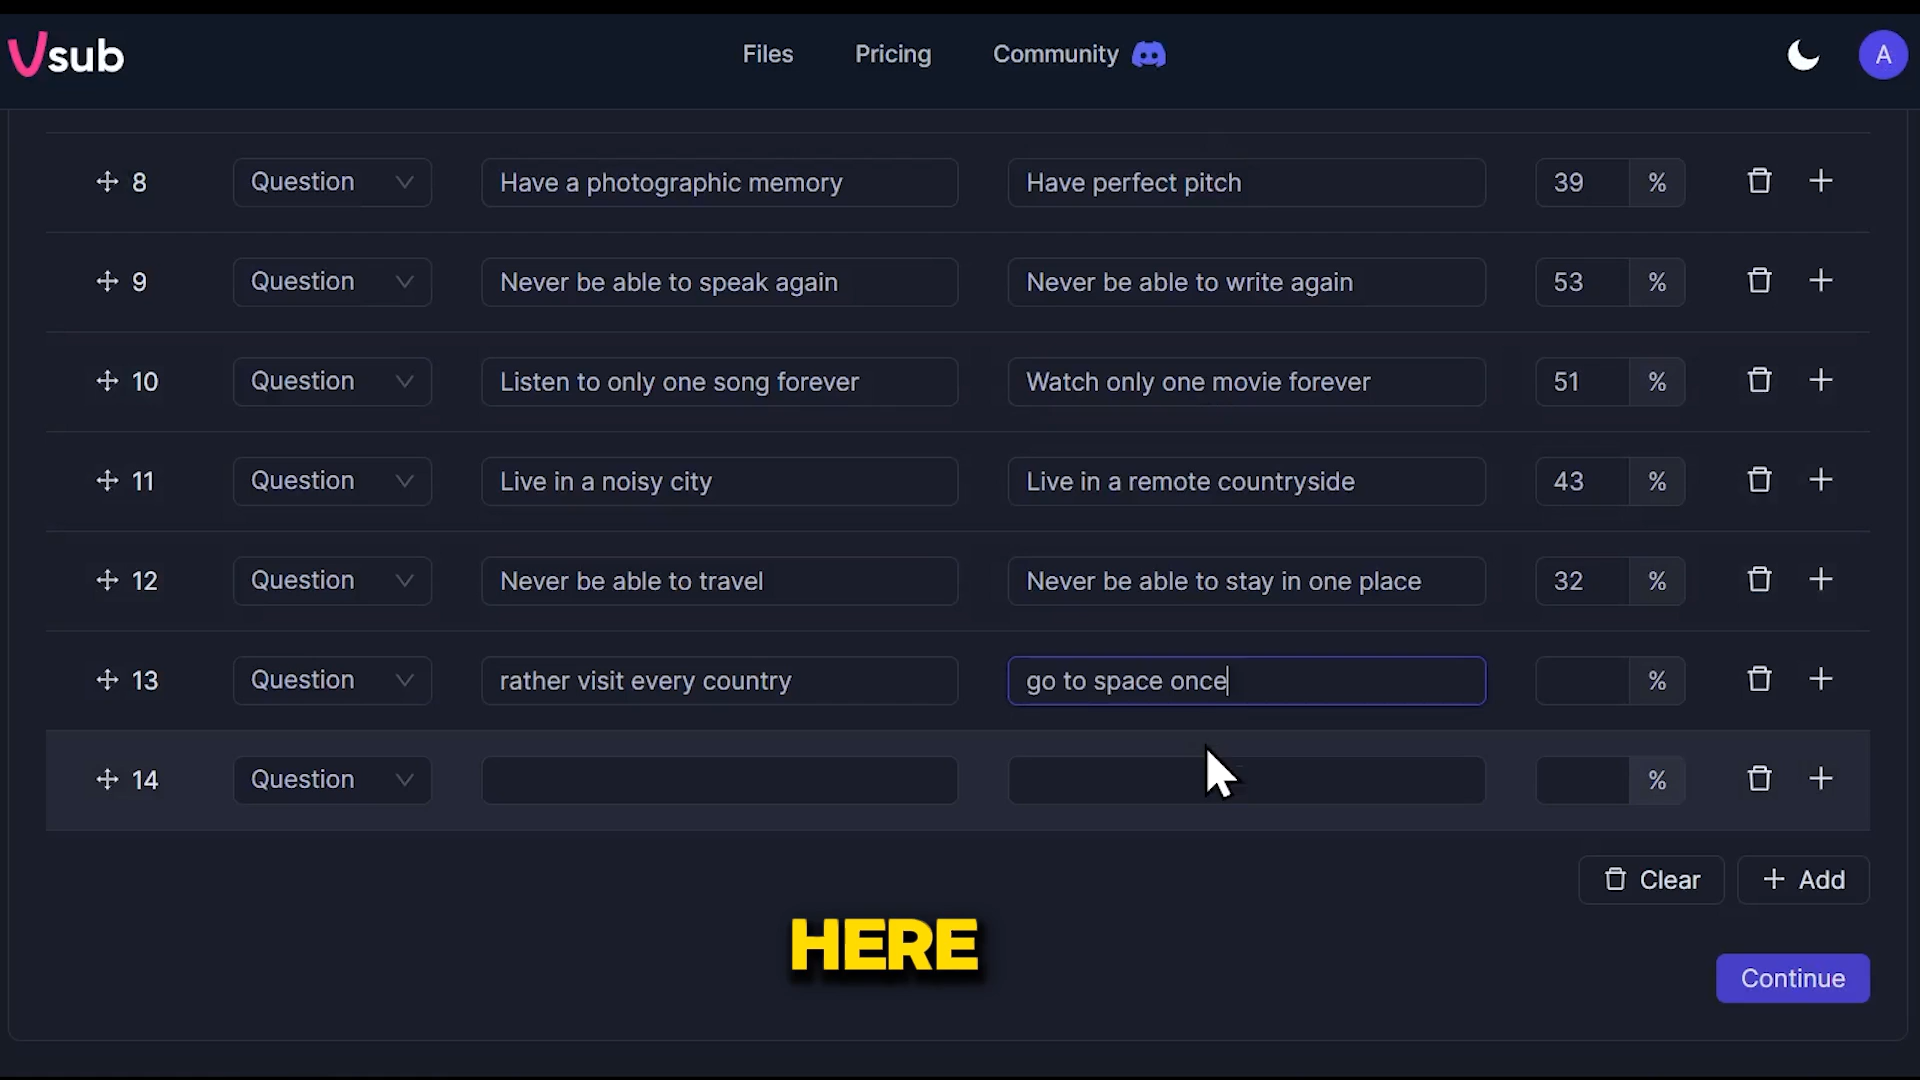 Vsub Files Pricing Community A
8 Question Have a photographic memory Have perfect pitch 39 %
9 Question Never be able to speak again Never be able to write again 53 %
10 Question Listen to only one song forever Watch only one movie forever 51 %
11 Question Live in a noisy city Live in a remote countryside 43 %
12 Question Never be able to travel Never be able to stay in one place 32 %
13 Question rather visit every country go to space once %
14 Question %
Clear Add
HERE
Continue